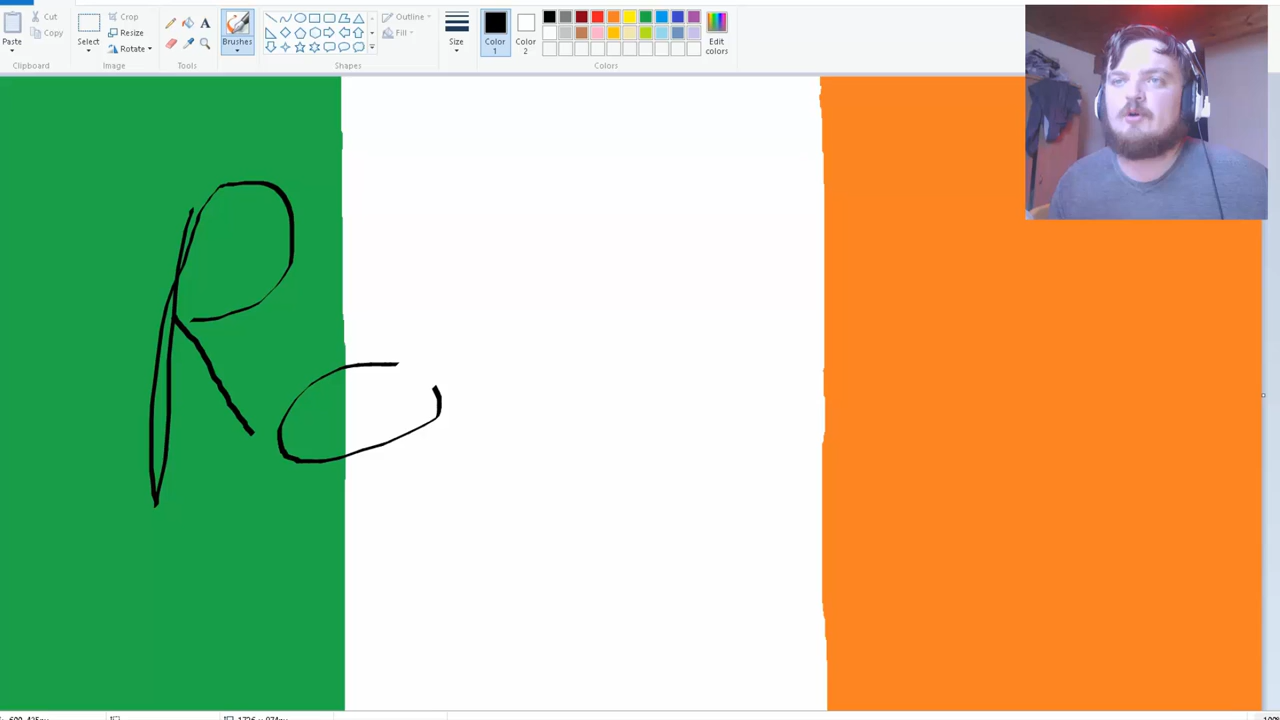 Cut
Copy
Paste
Clipboard
Select
Crop
Resize
Rotate
Image
A
Tools
Brushes
Outline
Fill
Shapes
Size
Color
1
Color
2
Edit
colors
Colors
R